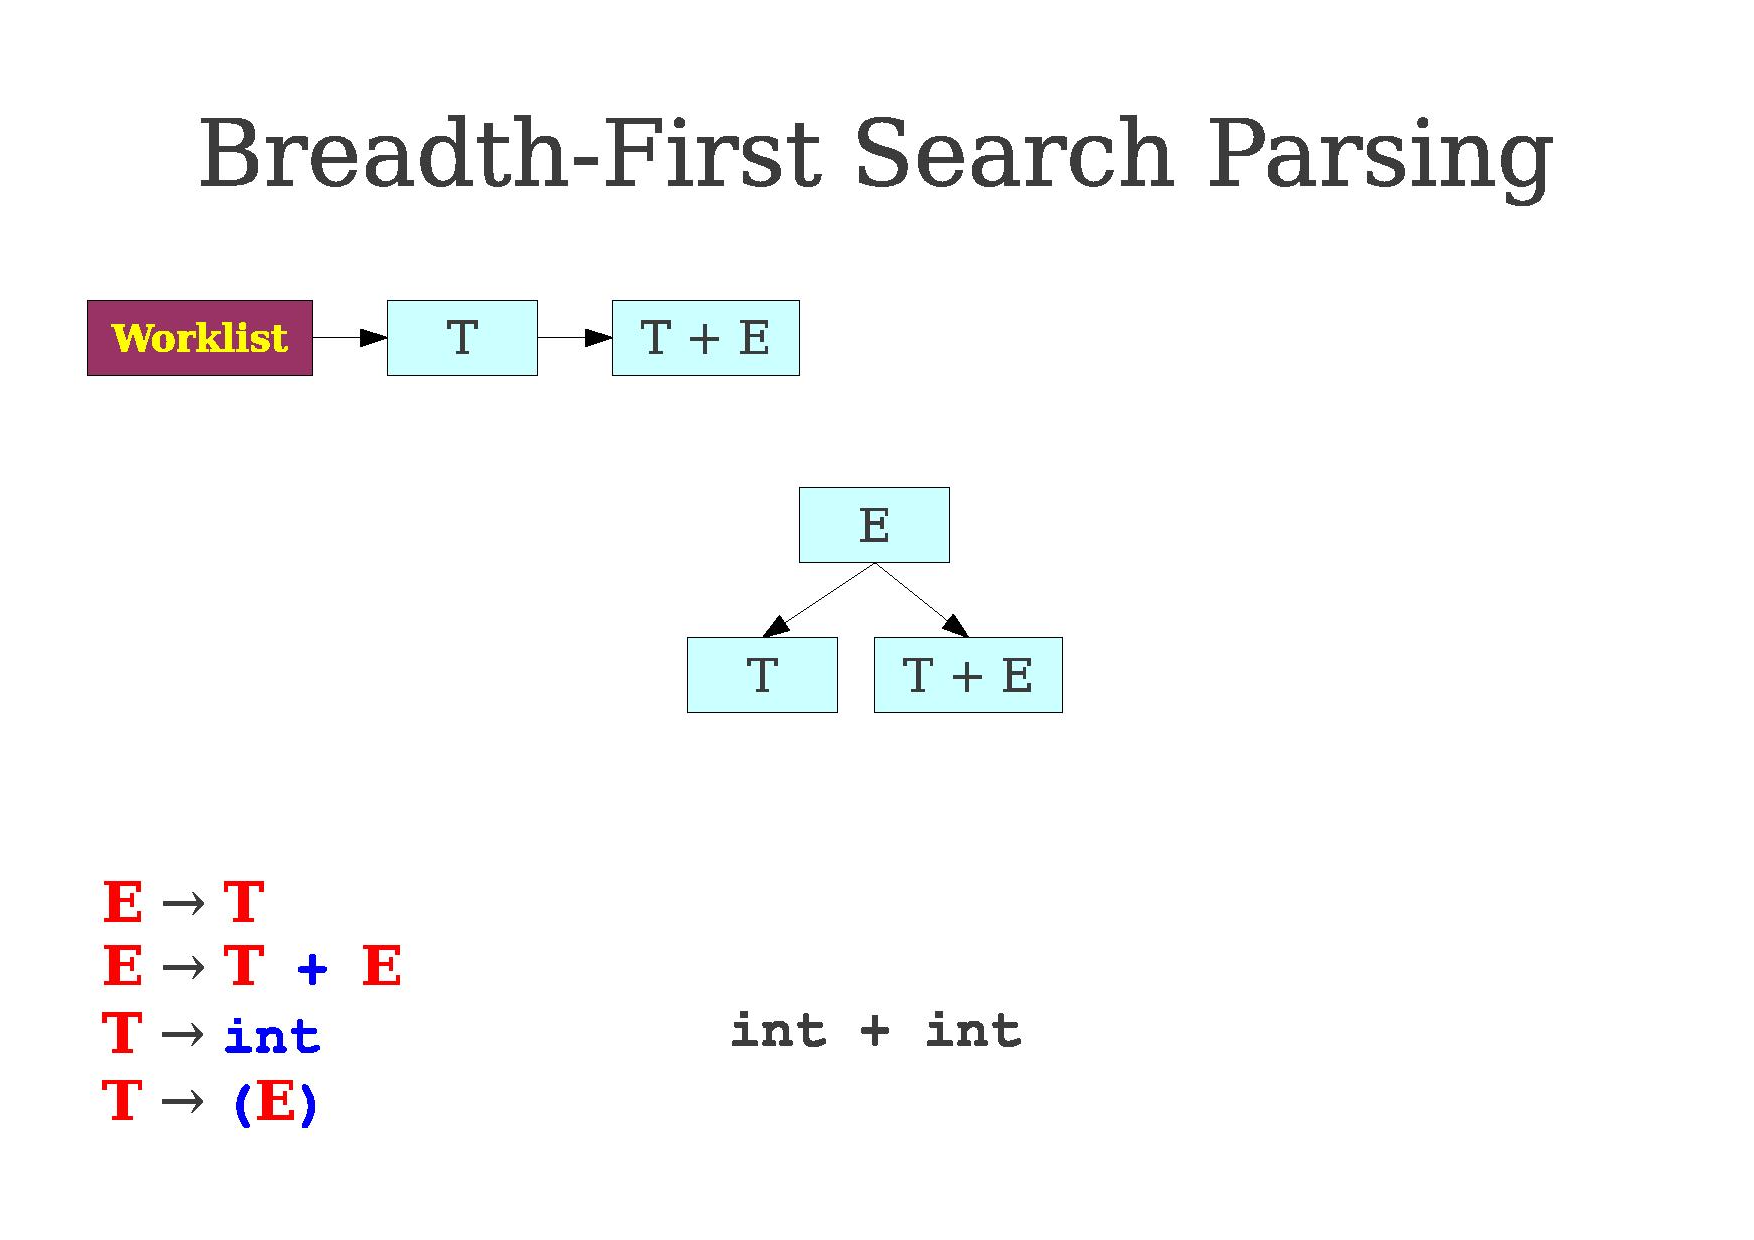 Breadth-First Search Parsing
Worklist T T + E
E
T T + E
E → T
E → T + E
T → int
T → (E)
int + int